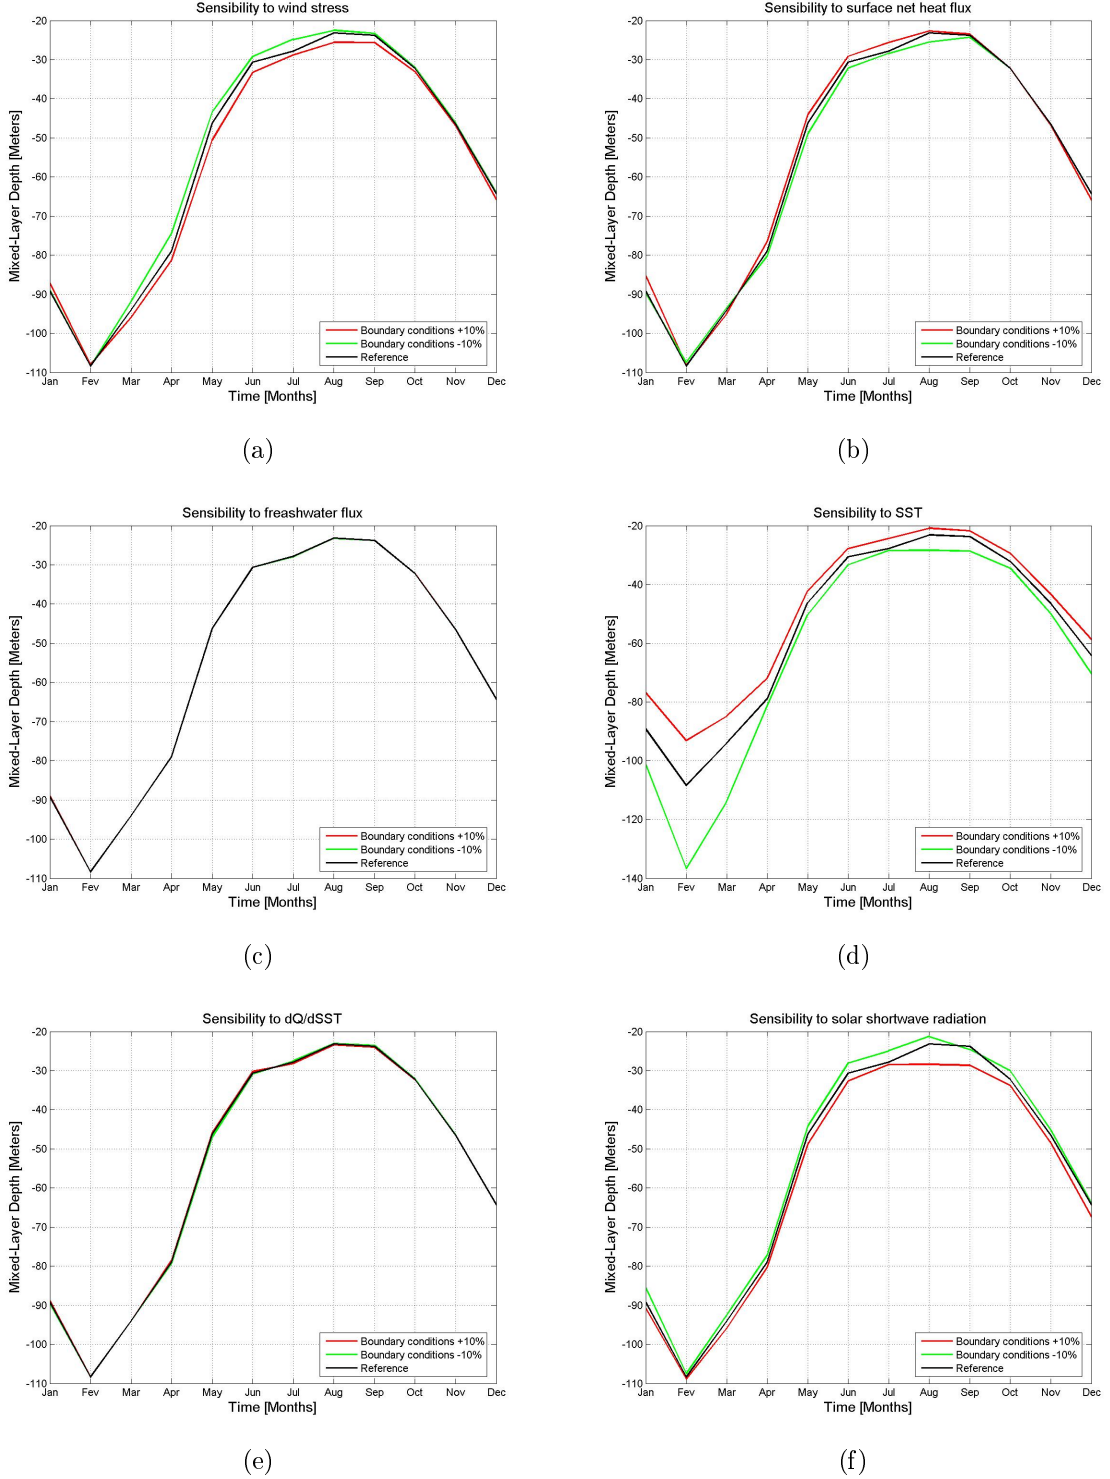 Sensibility to wind stress
Mixed-Layer Depth [Meters]
-20
-30
-40
-50
-60
-70
-80
-90
-100
-110
Boundary conditions +10%
Boundary conditions -10%
Reference
Jan Fev Mar Apr May Jun Jul Aug Sep Oct Nov Dec
Time [Months]
(a)
Sensibility to surface net heat flux
Mixed-Layer Depth [Meters]
-20
-30
-40
-50
-60
-70
-80
-90
-100
-110
Boundary conditions +10%
Boundary conditions -10%
Reference
Jan Fev Mar Apr May Jun Jul Aug Sep Oct Nov Dec
Time [Months]
(b)
Sensibility to freashwater flux
Mixed-Layer Depth [Meters]
-20
-30
-40
-50
-60
-70
-80
-90
-100
-110
Boundary conditions +10%
Boundary conditions -10%
Reference
Jan Fev Mar Apr May Jun Jul Aug Sep Oct Nov Dec
Time [Months]
(c)
Sensibility to SST
Mixed-Layer Depth [Meters]
-20
-40
-60
-80
-100
-120
-140
Boundary conditions +10%
Boundary conditions -10%
Reference
Jan Fev Mar Apr May Jun Jul Aug Sep Oct Nov Dec
Time [Months]
(d)
Sensibility to dQ/dSST
Mixed-Layer Depth [Meters]
-20
-30
-40
-50
-60
-70
-80
-90
-100
-110
Boundary conditions +10%
Boundary conditions -10%
Reference
Jan Fev Mar Apr May Jun Jul Aug Sep Oct Nov Dec
Time [Months]
(e)
Sensibility to solar shortwave radiation
Mixed-Layer Depth [Meters]
-20
-30
-40
-50
-60
-70
-80
-90
-100
-110
Boundary conditions +10%
Boundary conditions -10%
Reference
Jan Fev Mar Apr May Jun Jul Aug Sep Oct Nov Dec
Time [Months]
(f)